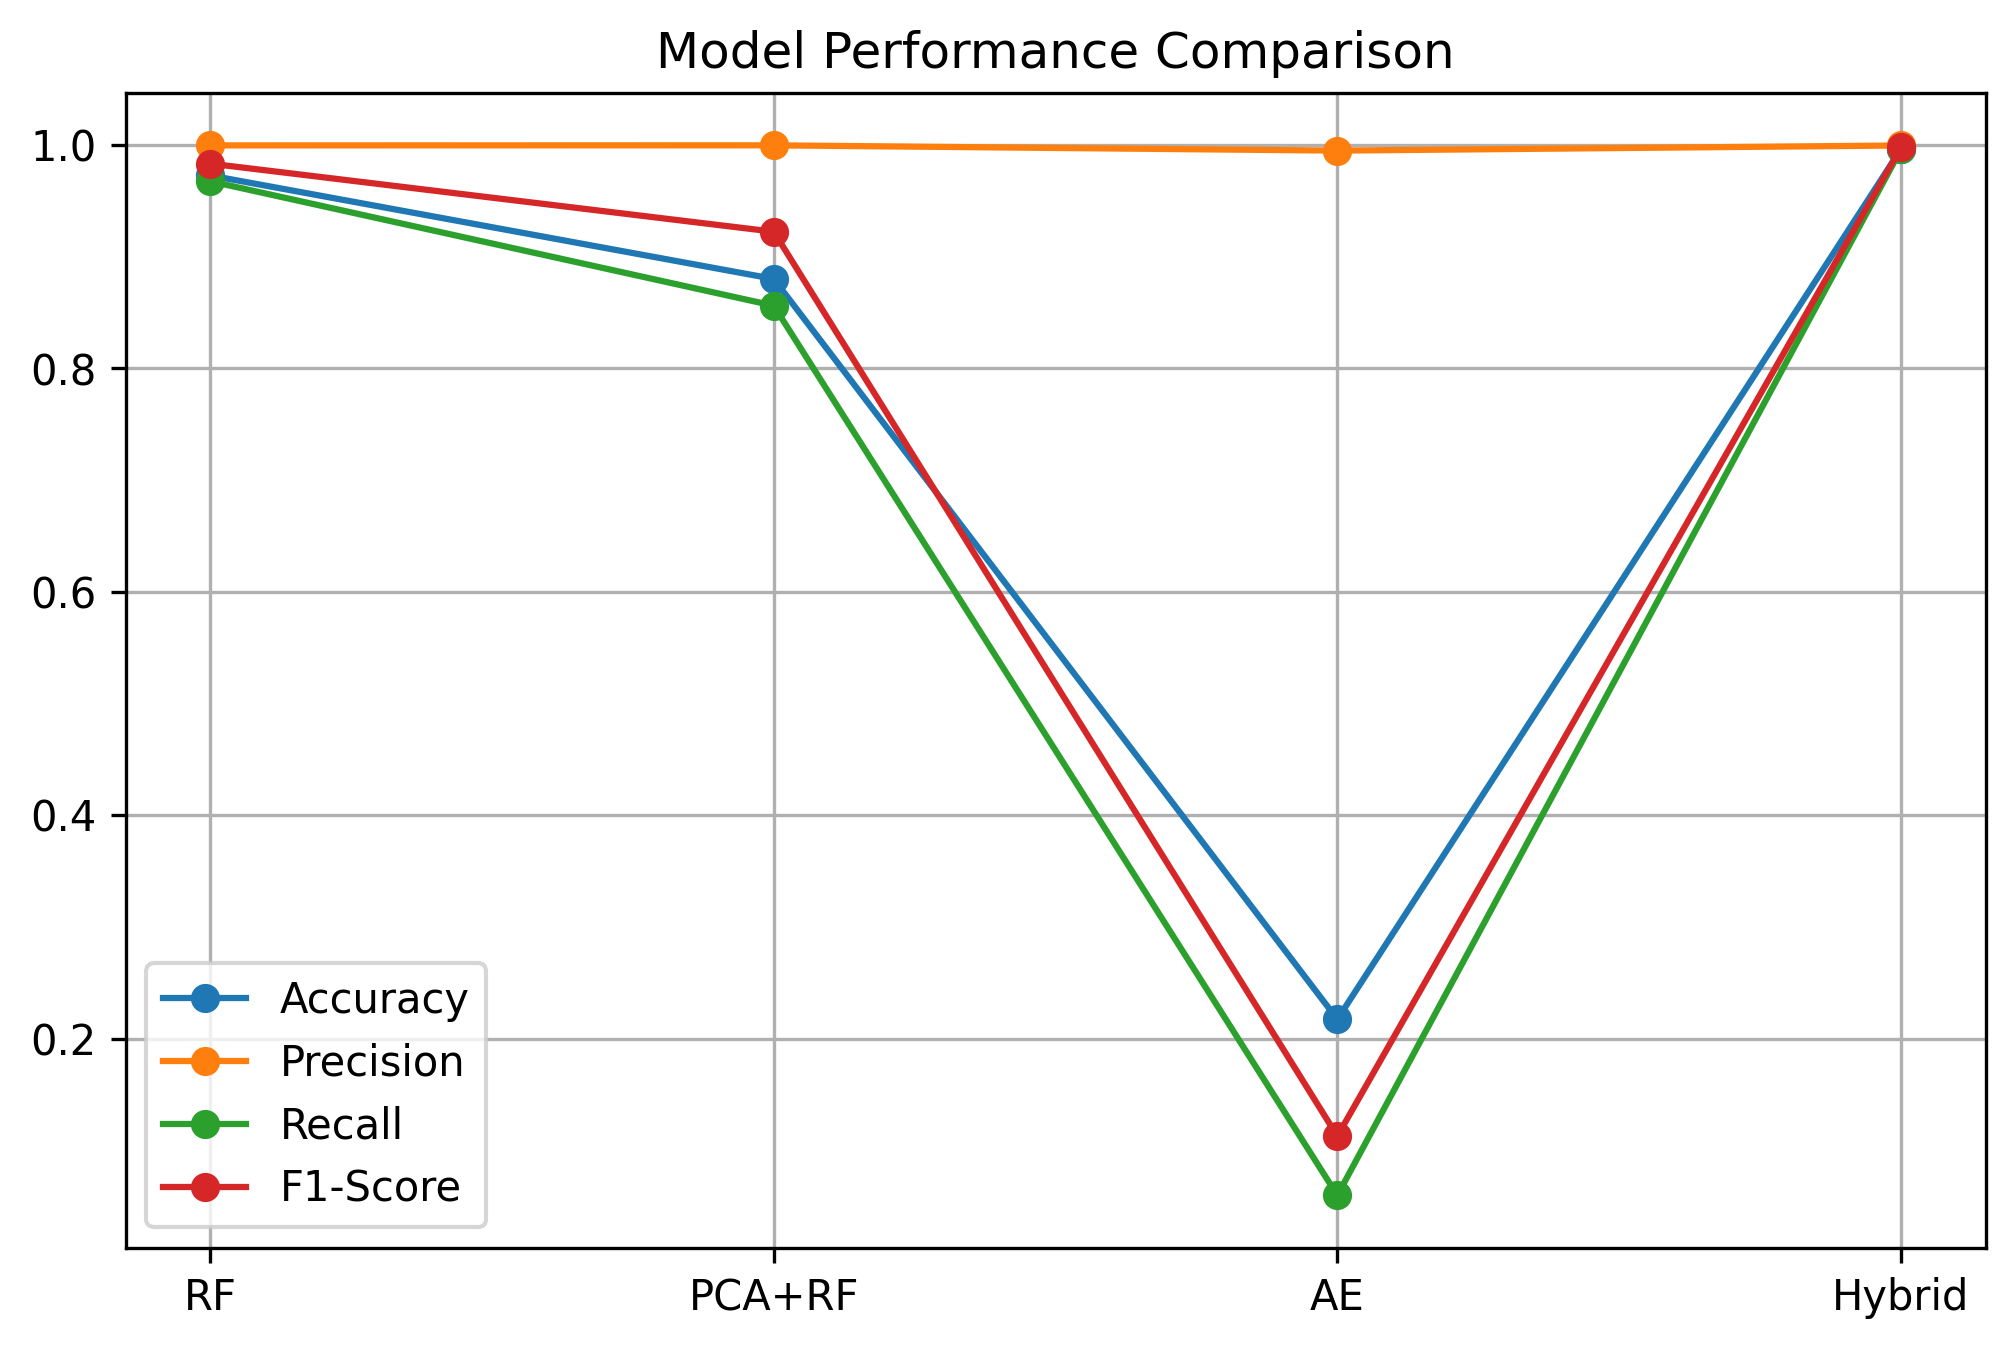 Model Performance Comparison
1.0
0.8
0.6
0.4
0.2
Accuracy
Precision
Recall
F1-Score
RF PCA+RF AE Hybrid